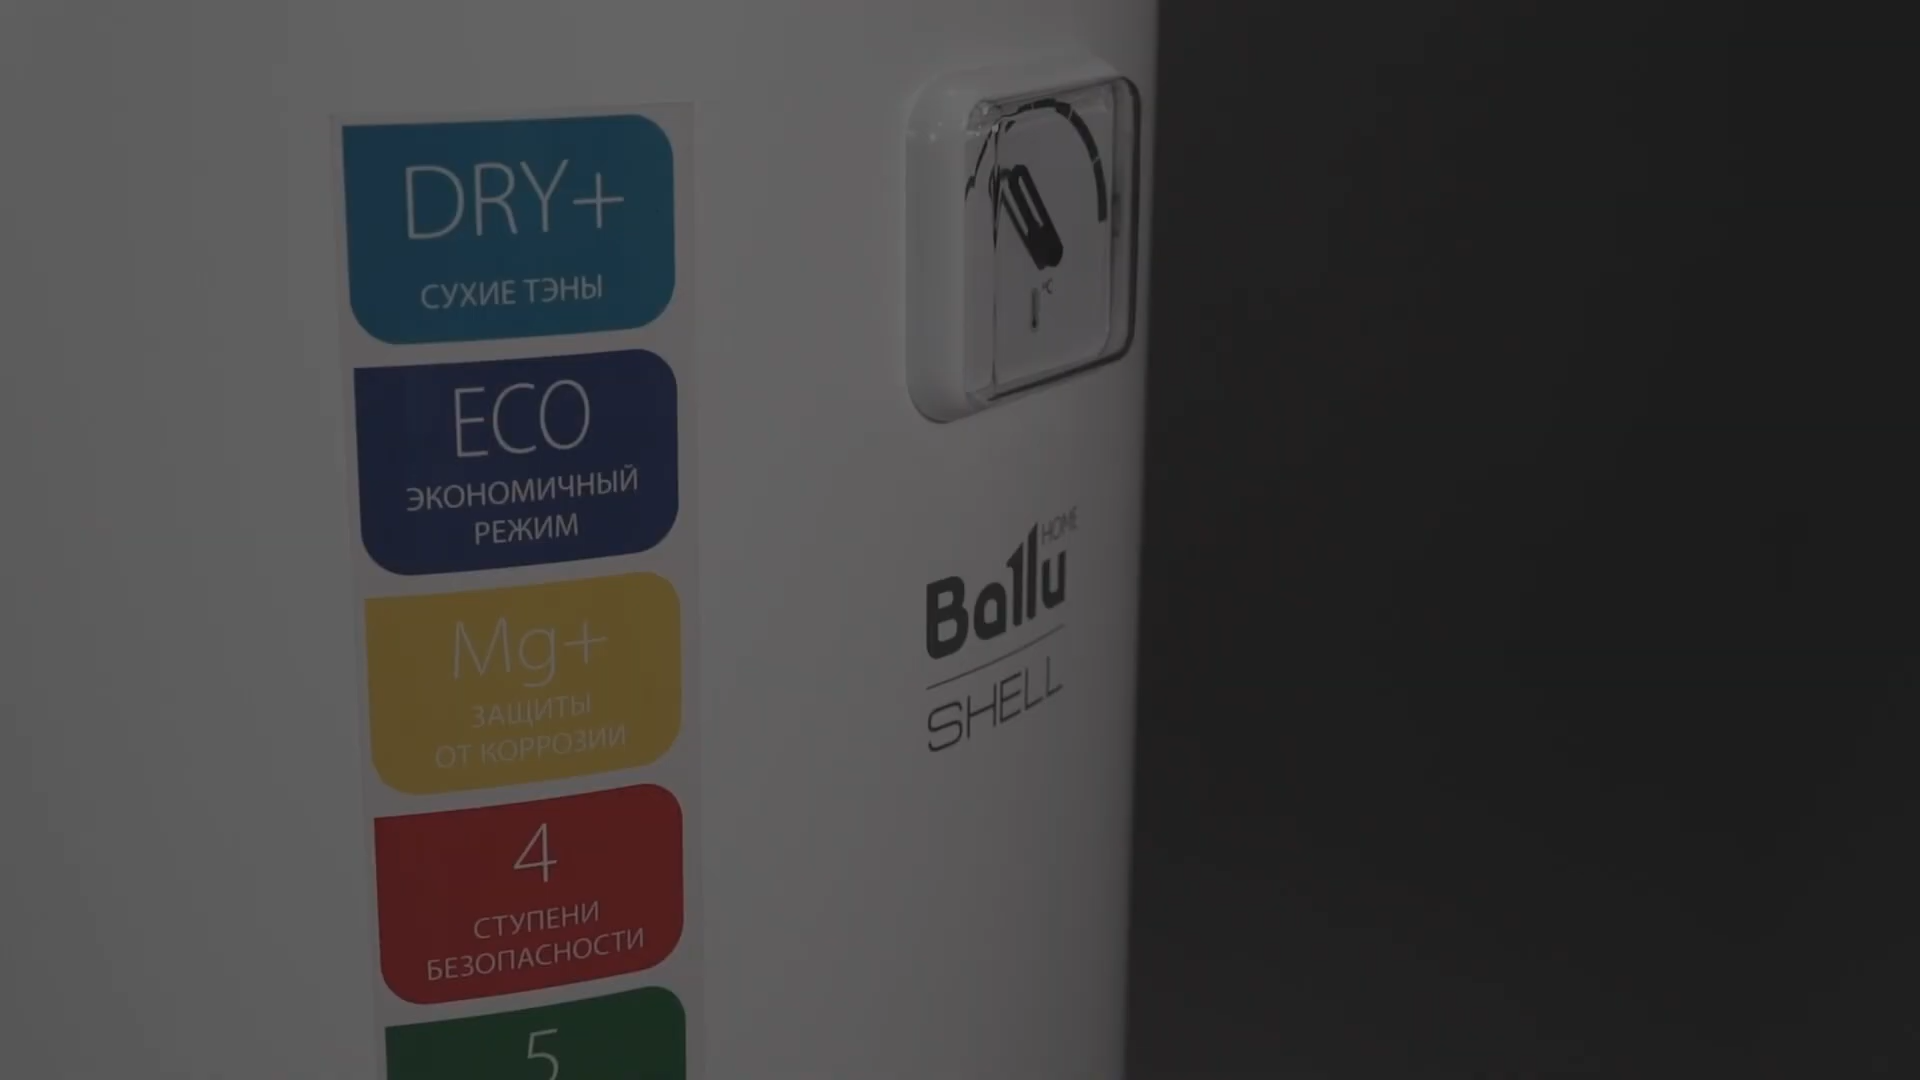 DRY+
СУХИЕ ТЭНЫ
ECO
ЭКОНОМИЧНЫЙ
РЕЖИМ
Mg+
ЗАЩИТЫ
ОТ КОРРОЗИИ
4
СТУПЕНИ
БЕЗОПАСНОСТИ
5
°C
HOME
Ballu
SHELL